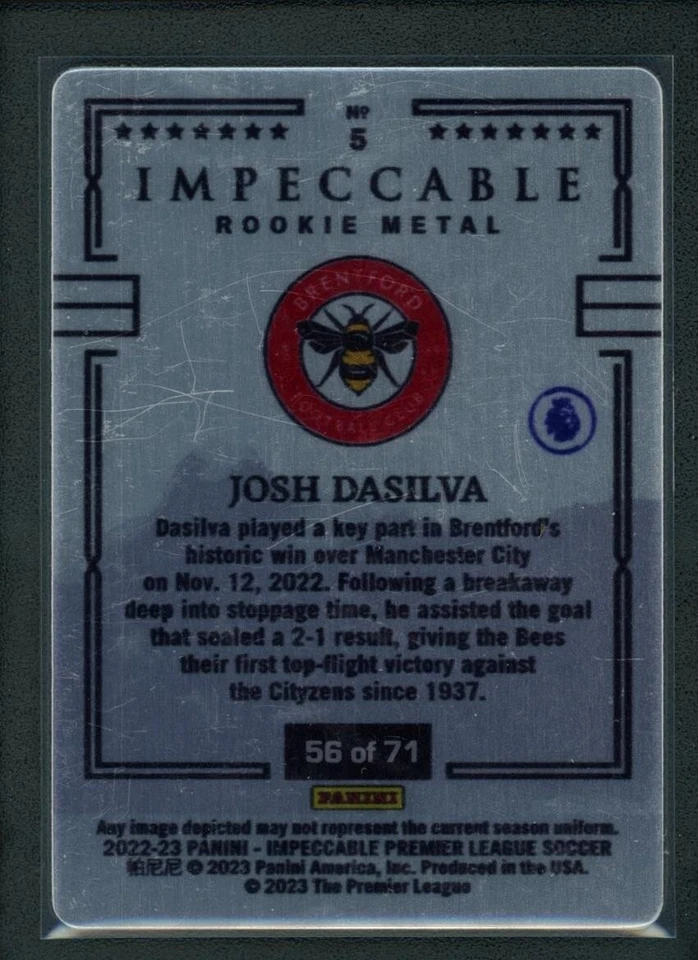 Nº
5
IMPECCABLE
ROOKIE METAL
BRENTFORD
FOOTBALL CLUB
JOSH DASILVA
Dasilva played a key part in Brentford's
historic win over Manchester City
on Nov. 12, 2022. Following a breakaway
deep into stoppage time, he assisted the goal
that sealed a 2-1 result, giving the Bees
their first top-flight victory against
the Cityzens since 1937.
56 of 71
PANINI
Any image depicted may not represent the current season uniform.
2022-23 PANINI - IMPECCABLE PREMIER LEAGUE SOCCER
帕尼尼 © 2023 Panini America, Inc. Produced in the USA.
© 2023 The Premier League